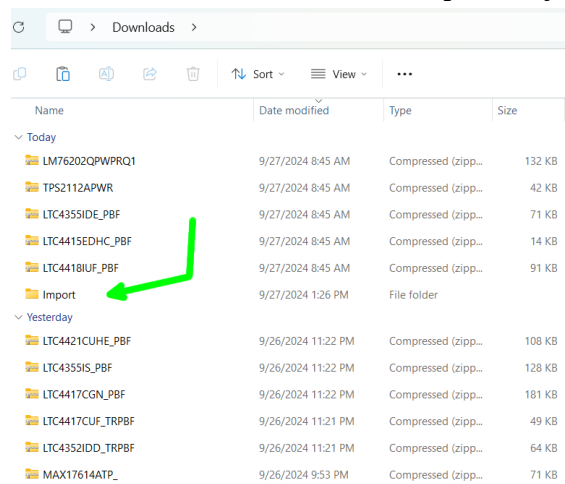 Downloads
Sort View
Name Date modified Type Size
Today
LM76202QPWPRQ1 9/27/2024 8:45 AM Compressed (zipp... 132 KB
TPS2112APWR 9/27/2024 8:45 AM Compressed (zipp... 42 KB
LTC4355IDE_PBF 9/27/2024 8:45 AM Compressed (zipp... 71 KB
LTC4415EDHC_PBF 9/27/2024 8:45 AM Compressed (zipp... 14 KB
LTC4418IUF_PBF 9/27/2024 8:45 AM Compressed (zipp... 91 KB
Import 9/27/2024 1:26 PM File folder
Yesterday
LTC4421CUHE_PBF 9/26/2024 11:22 PM Compressed (zipp... 108 KB
LTC4355IS_PBF 9/26/2024 11:22 PM Compressed (zipp... 128 KB
LTC4417CGN_PBF 9/26/2024 11:22 PM Compressed (zipp... 181 KB
LTC4417CUF_TRPBF 9/26/2024 11:21 PM Compressed (zipp... 49 KB
LTC4352IDD_TRPBF 9/26/2024 11:21 PM Compressed (zipp... 64 KB
MAX17614ATP_ 9/26/2024 9:53 PM Compressed (zipp... 71 KB